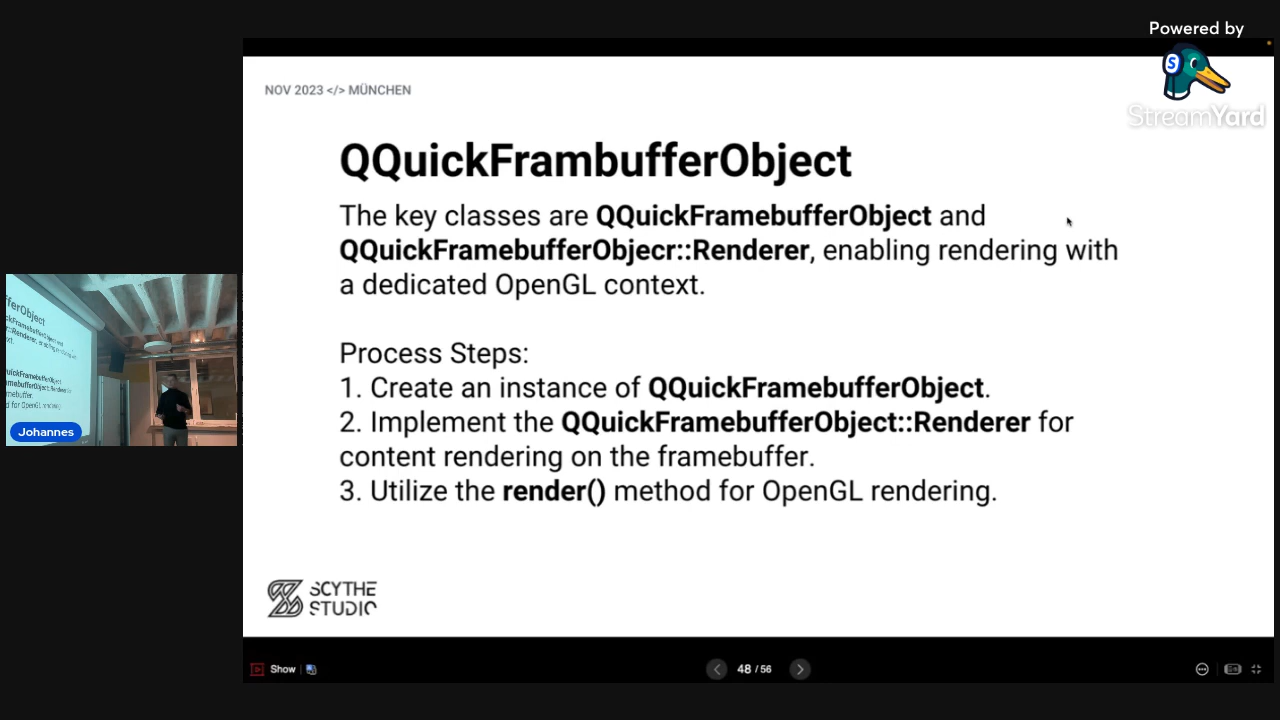 Powered by
StreamYard
NOV 2023 </> MÜNCHEN
QQuickFrambufferObject
The key classes are QQuickFramebufferObject and
QQuickFramebufferObjecr::Renderer, enabling rendering with
a dedicated OpenGL context.
Process Steps:
1. Create an instance of QQuickFramebufferObject.
2. Implement the QQuickFramebufferObject::Renderer for
content rendering on the framebuffer.
3. Utilize the render() method for OpenGL rendering.
SCYTHE
STUDIO
Johannes
Show
48 / 56